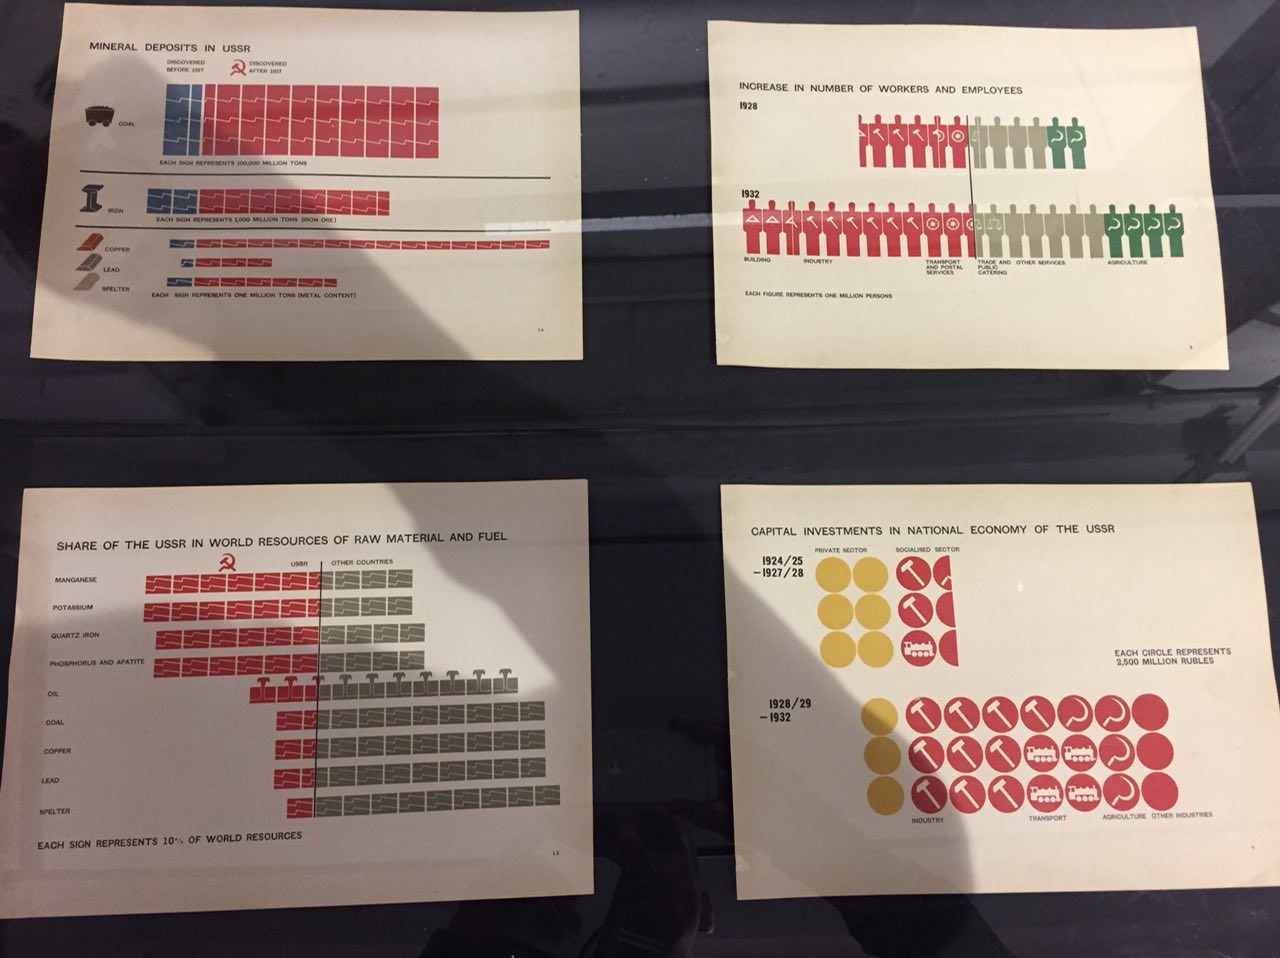 MINERAL DEPOSITS IN USSR
DISCOVERED
BEFORE 1917
DISCOVERED
AFTER 1917
COAL
EACH SIGN REPRESENTS 100,000 MILLION TONS
IRON
EACH SIGN REPRESENTS 1,000 MILLION TONS (IRON ORE)
COPPER
LEAD
SPELTER
EACH SIGN REPRESENTS ONE MILLION TONS (METAL CONTENT)
14
INCREASE IN NUMBER OF WORKERS AND EMPLOYEES
1928
1932
BUILDING
INDUSTRY
TRANSPORT
AND POSTAL
SERVICES
TRADE AND
PUBLIC
CATERING
OTHER SERVICES
AGRICULTURE
EACH FIGURE REPRESENTS ONE MILLION PERSONS
SHARE OF THE USSR IN WORLD RESOURCES OF RAW MATERIAL AND FUEL
USSR
OTHER COUNTRIES
MANGANESE
POTASSIUM
QUARTZ IRON
PHOSPHORUS AND APATITE
OIL
COAL
COPPER
LEAD
SPELTER
EACH SIGN REPRESENTS 10% OF WORLD RESOURCES
CAPITAL INVESTMENTS IN NATIONAL ECONOMY OF THE USSR
PRIVATE SECTOR
SOCIALISED SECTOR
1924/25
-1927/28
EACH CIRCLE REPRESENTS
2,500 MILLION RUBLES
1928/29
-1932
INDUSTRY
TRANSPORT
AGRICULTURE
OTHER INDUSTRIES